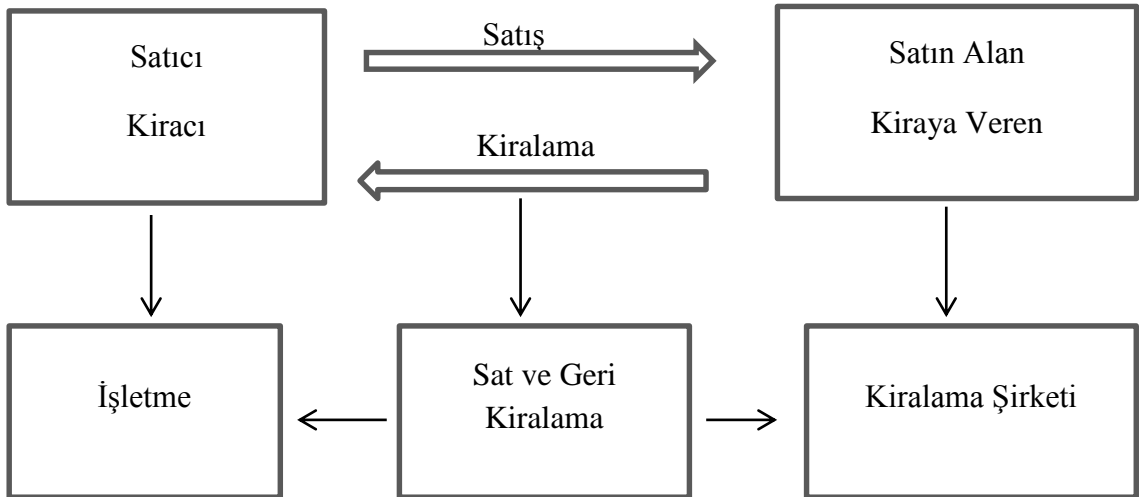 Satıcı
Kiracı
Satış
Kiralama
Satın Alan
Kiraya Veren
İşletme
Sat ve Geri
Kiralama
Kiralama Şirketi